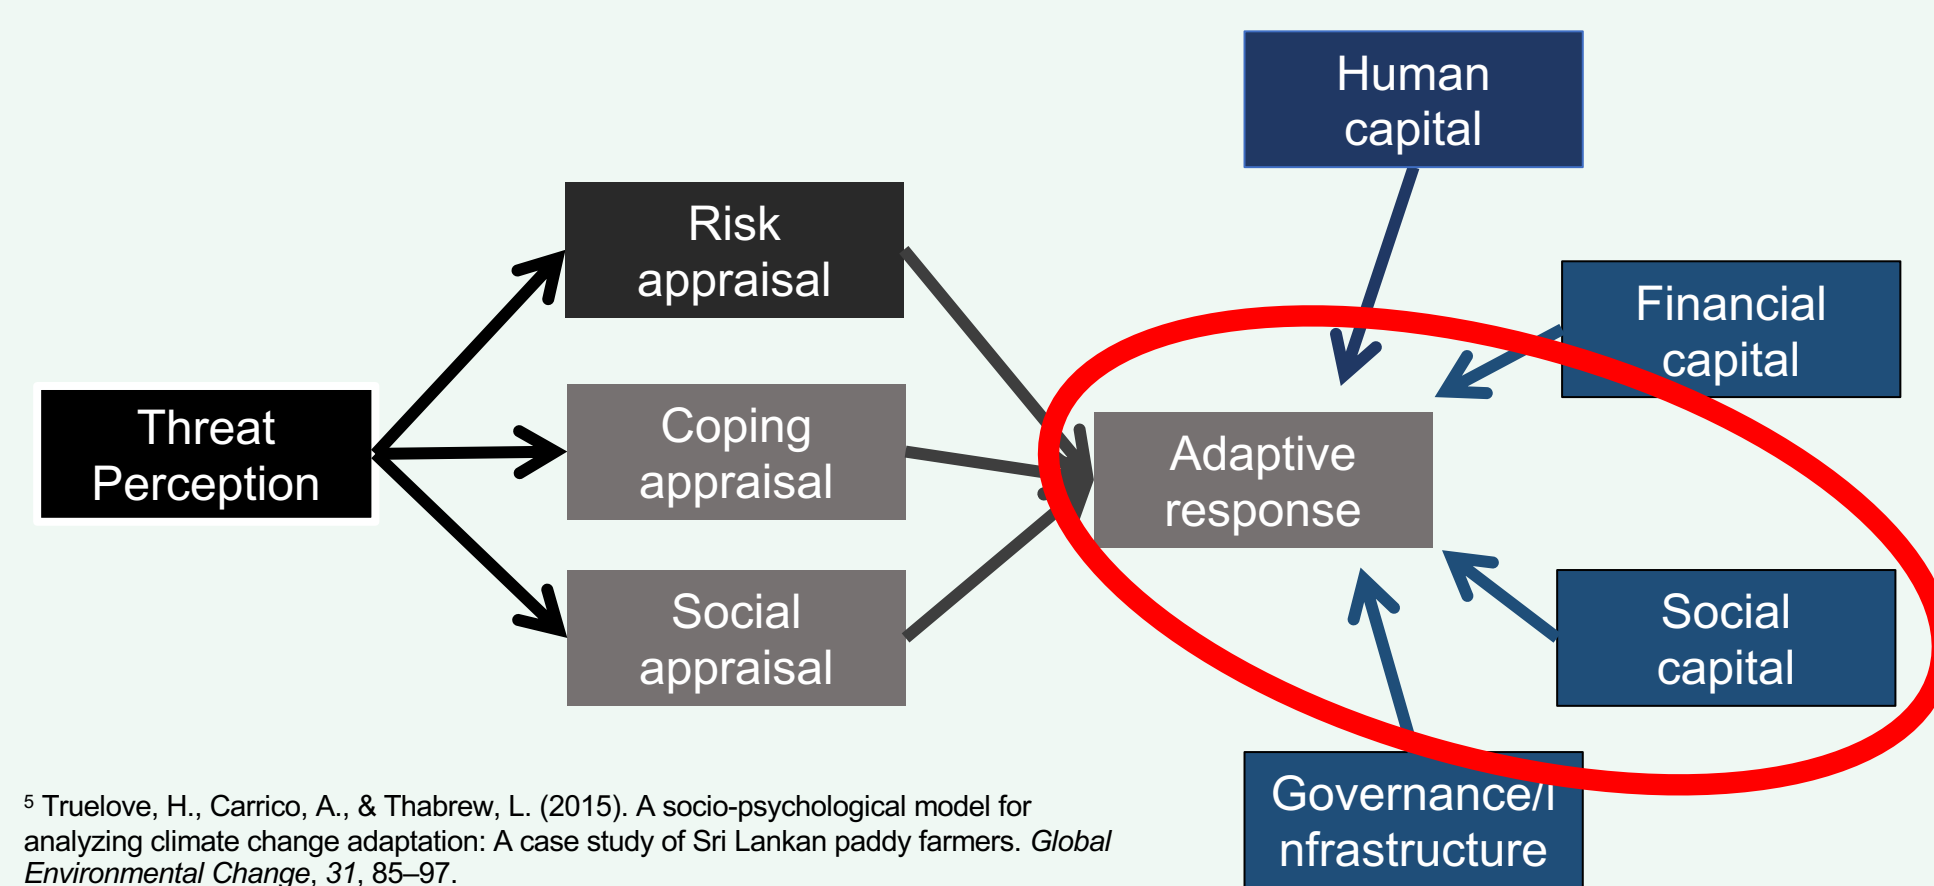 Human
capital
Risk
appraisal
Financial
capital
Threat
Perception
Coping
appraisal
Adaptive
response
Social
appraisal
Social
capital
Governance/I
nfrastructure
5 Truelove, H., Carrico, A., & Thabrew, L. (2015). A socio-psychological model for
analyzing climate change adaptation: A case study of Sri Lankan paddy farmers. Global
Environmental Change, 31, 85–97.